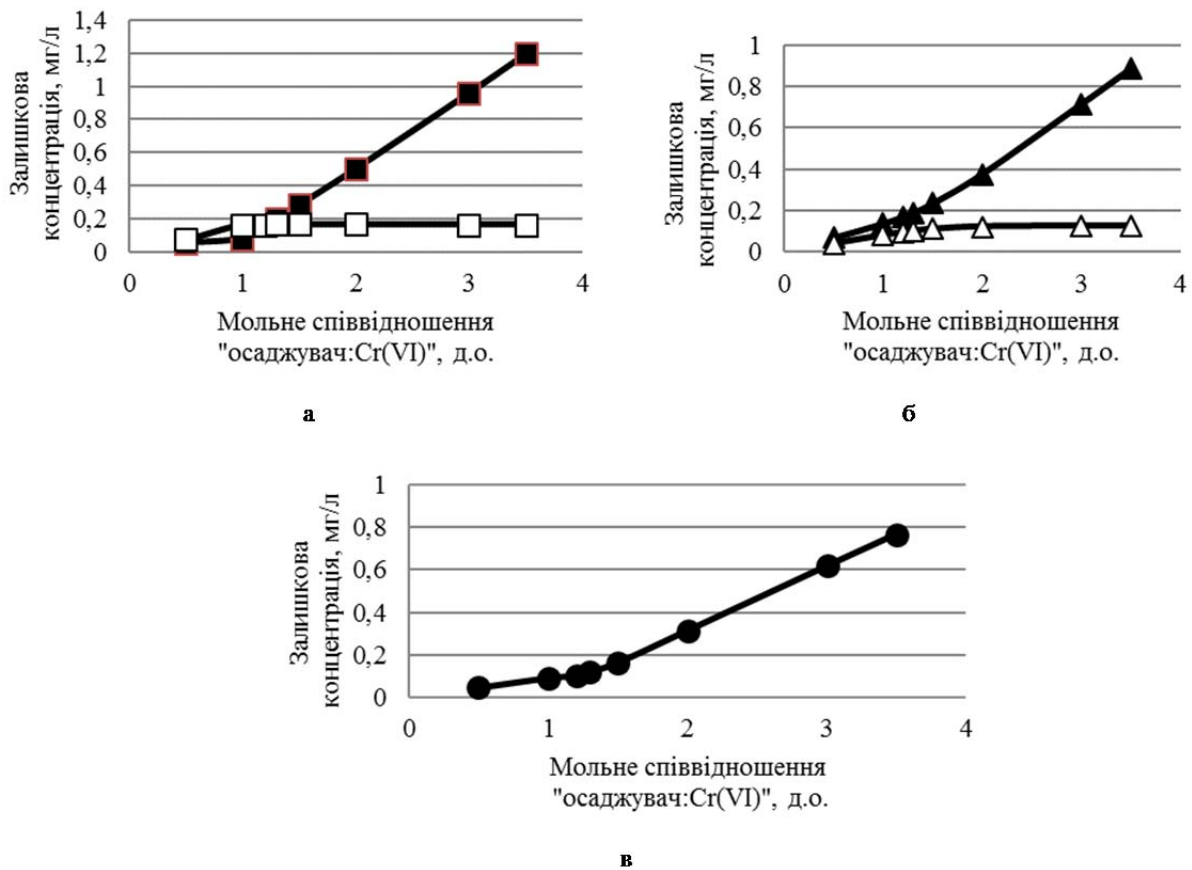 Залишкова
концентрація, мг/л
1,4
1,2
1
0,8
0,6
0,4
0,2
0
0 1 2 3 4
Мольне співвідношення
"осаджувач:Cr(VI)", д.о.
а
Залишкова
концентрація, мг/л
1
0,8
0,6
0,4
0,2
0
0 1 2 3 4
Мольне співвідношення
"осаджувач:Cr(VI)", д.о.
б
Залишкова
концентрація, мг/л
1
0,8
0,6
0,4
0,2
0
0 1 2 3 4
Мольне співвідношення
"осаджувач:Cr(VI)", д.о.
в